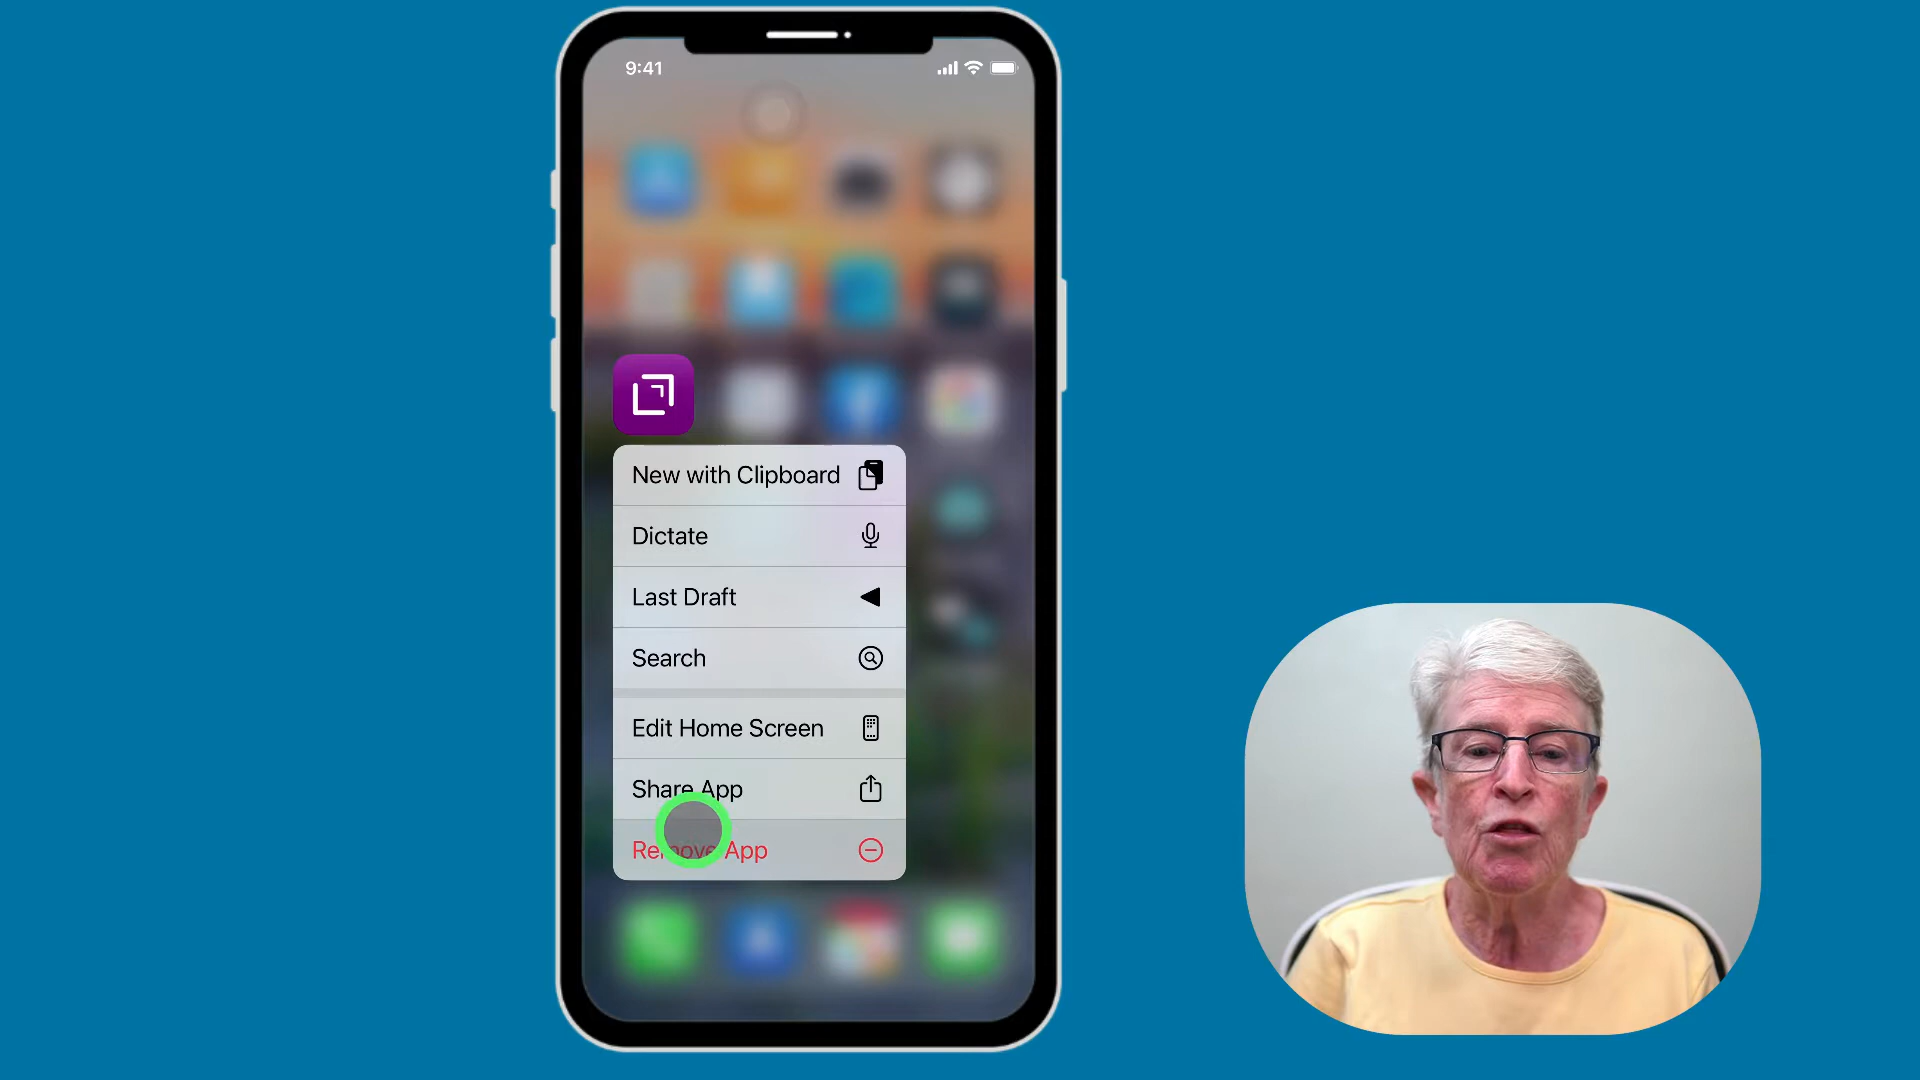 9:41
New with Clipboard
Dictate
Last Draft
Search
Edit Home Screen
Share App
Remove App